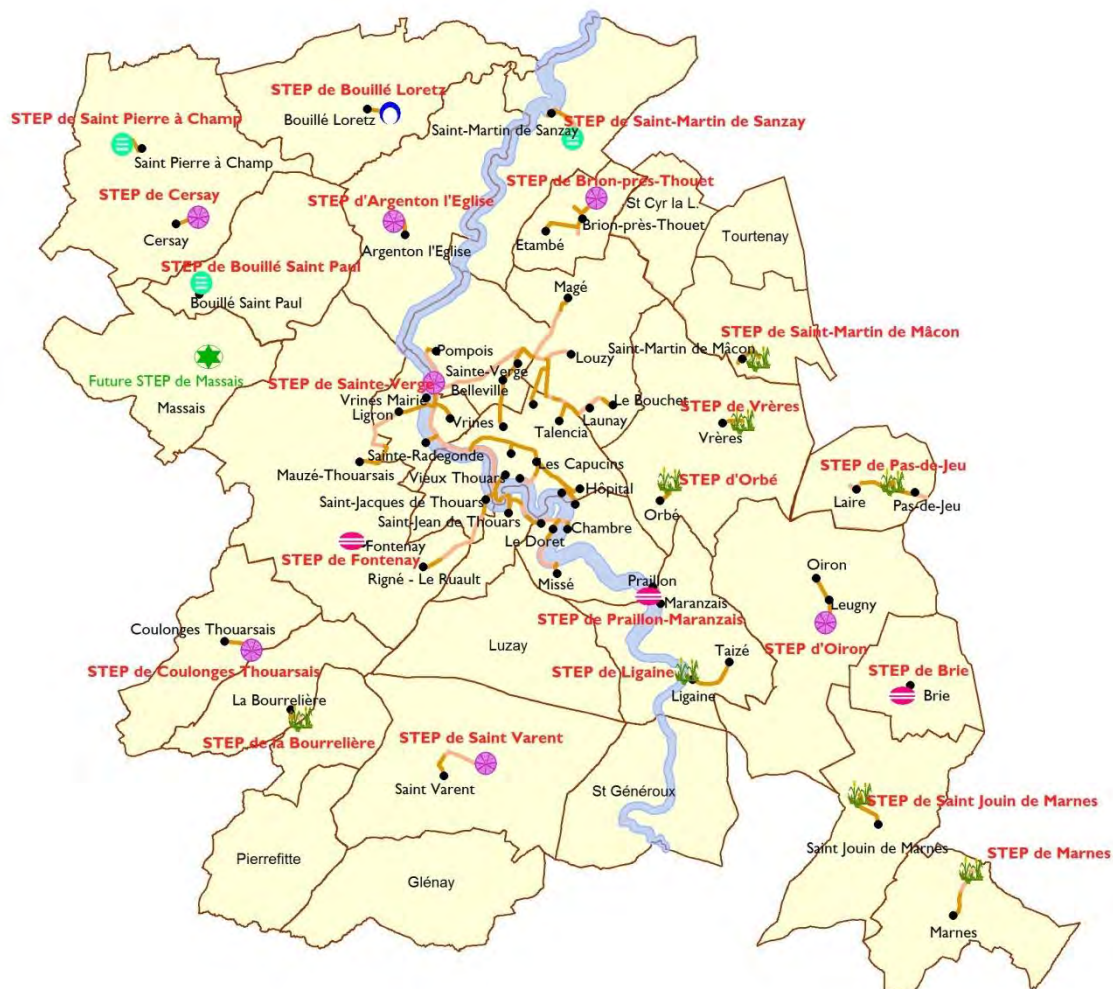 STEP de Bouillé Loretz
Bouillé Loretz
STEP de Saint Pierre à Champ
Saint Pierre à Champ
Saint-Martin de Sanzay
STEP de Saint-Martin de Sanzay
STEP de Cersay
Cersay
STEP d'Argenton l'Eglise
Argenton l'Eglise
STEP de Brion-près-Thouet
St Cyr la L.
Brion-près-Thouet
Etambé
Tourtenay
STEP de Bouillé Saint Paul
Bouillé Saint Paul
Magé
Future STEP de Massais
Massais
Pompois
Louzy
Sainte-Verge
STEP de Sainte-Verge
Belleville
Vrines Mairie
Ligron
Vrines
Le Bouchet
Launay
Talencia
STEP de Saint-Martin de Mâcon
Saint-Martin de Mâcon
STEP de Vrères
Vrères
Mauzé-Thouarsais
Sainte-Radegonde
Les Capucins
Vieux Thouars
Hôpital
Saint-Jacques de Thouars
Saint-Jean de Thouars
Chambre
Le Doret
STEP d'Orbé
Orbé
STEP de Pas-de-Jeu
Laire
Pas-de-Jeu
Fontenay
STEP de Fontenay
Rigné - Le Ruault
Missé
Praillon
Maranzais
STEP de Praillon-Maranzais
Oiron
Leugny
STEP d'Oiron
Coulonges Thouarsais
STEP de Coulonges Thouarsais
Luzay
Taizé
STEP de Ligaine
Ligaine
STEP de Brie
Brie
La Bourrelière
STEP de la Bourrelière
STEP de Saint Varent
Saint Varent
St Généroux
STEP de Saint Jouin de Marnes
Saint Jouin de Marnes
Pierrefitte
Glénay
STEP de Marnes
Marnes